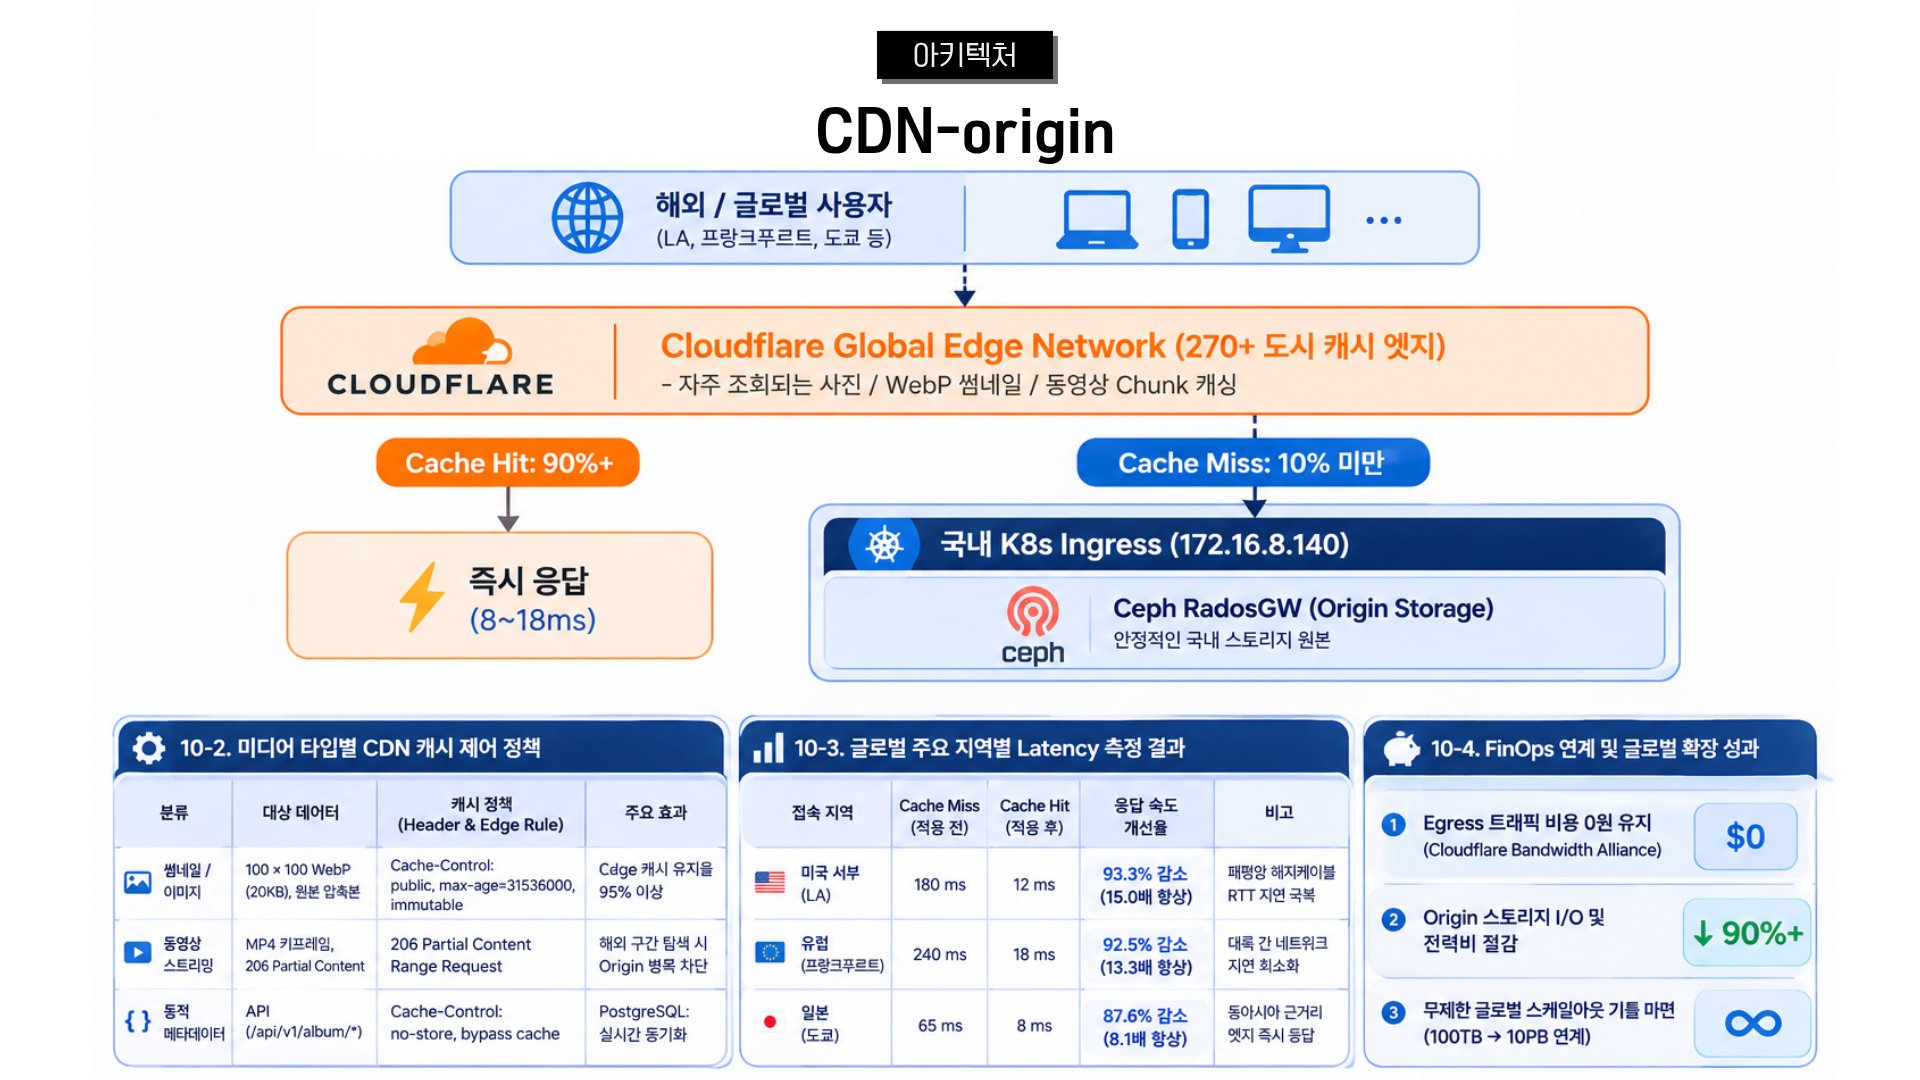 아키텍처
CDN-origin
해외 / 글로벌 사용자
(LA, 프랑크푸르트, 도쿄 등)
CLOUDFLARE
Cloudflare Global Edge Network (270+ 도시 캐시 엣지)
- 자주 조회되는 사진 / WebP 썸네일 / 동영상 Chunk 캐싱
Cache Hit: 90%+
Cache Miss: 10% 미만
즉시 응답
(8~18ms)
국내 K8s Ingress (172.16.8.140)
ceph
Ceph RadosGW (Origin Storage)
안정적인 국내 스토리지 원본
10-2. 미디어 타입별 CDN 캐시 제어 정책
분류
대상 데이터
캐시 정책
(Header & Edge Rule)
주요 효과
썸네일 /
이미지
100 × 100 WebP
(20KB), 원본 압축본
Cache-Control:
public, max-age=31536000,
immutable
Cdge 캐시 유지율
95% 이상
동영상
스트리밍
MP4 키프레임,
206 Partial Content
206 Partial Content
Range Request
해외 구간 탐색 시
Origin 병목 차단
{ }
동적
메타데이터
API
(/api/v1/album/*)
Cache-Control:
no-store, bypass cache
PostgreSQL:
실시간 동기화
10-3. 글로벌 주요 지역별 Latency 측정 결과
접속 지역
Cache Miss
(적용 전)
Cache Hit
(적용 후)
응답 속도
개선율
비고
미국 서부
(LA)
180 ms
12 ms
93.3% 감소
(15.0배 항상)
패평앙 해지케이블
RTT 지연 국복
유럽
(프랑크푸르트)
240 ms
18 ms
92.5% 감소
(13.3배 항상)
대록 간 네트워크
지연 회소화
일본
(도쿄)
65 ms
8 ms
87.6% 감소
(8.1배 항상)
동아시아 근거리
엣지 즉시 응답
10-4. FinOps 연계 및 글로벌 확장 성과
1
Egress 트래픽 비용 0원 유지
(Cloudflare Bandwidth Alliance)
$0
2
Origin 스토리지 I/O 및
전력비 절감
↓ 90%+
3
무제한 글로벌 스케일아웃 기틀 마련
(100TB → 10PB 연계)
∞